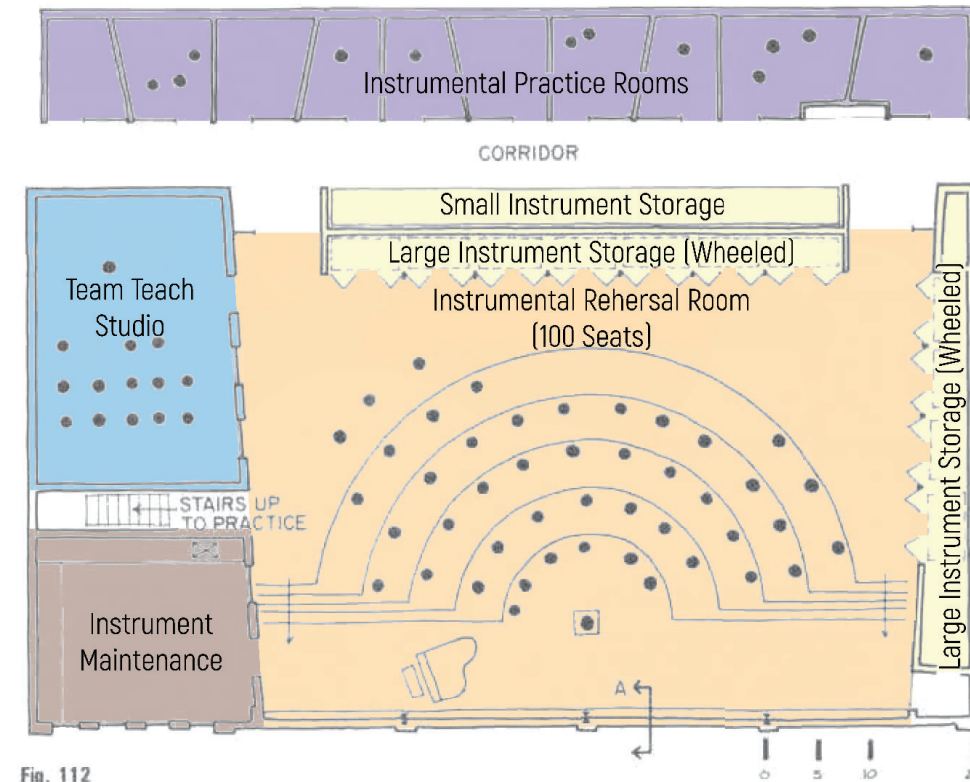 Instrumental Practice Rooms
CORRIDOR
Small Instrument Storage
Large Instrument Storage (Wheeled)
Instrumental Rehersal Room
(100 Seats)
Team Teach
Studio
Large Instrument Storage (Wheeled)
STAIRS UP
TO PRACTICE
Instrument
Maintenance
A
0
5
10
Fig. 112